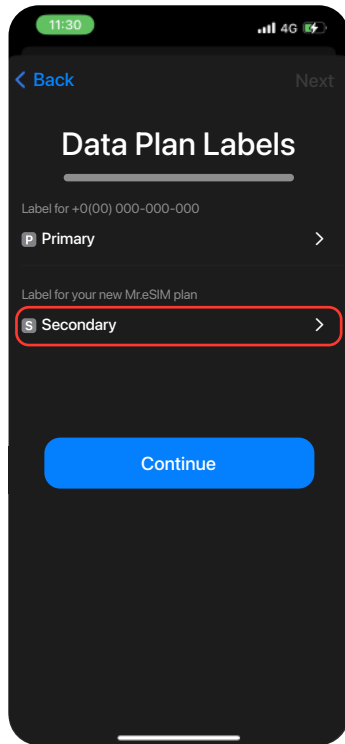 11:30
4G
Back
Next
Data Plan Labels
Label for +0(00) 000-000-000
P Primary
Label for your new Mr.eSIM plan
S Secondary
Continue